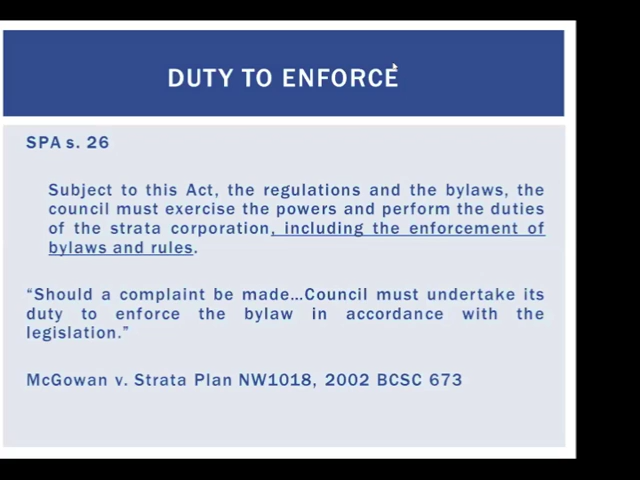 DUTY TO ENFORCE
SPA s. 26
Subject to this Act, the regulations and the bylaws, the
council must exercise the powers and perform the duties
of the strata corporation, including the enforcement of
bylaws and rules.
“Should a complaint be made…Council must undertake its
duty to enforce the bylaw in accordance with the
legislation.”
McGowan v. Strata Plan NW1018, 2002 BCSC 673